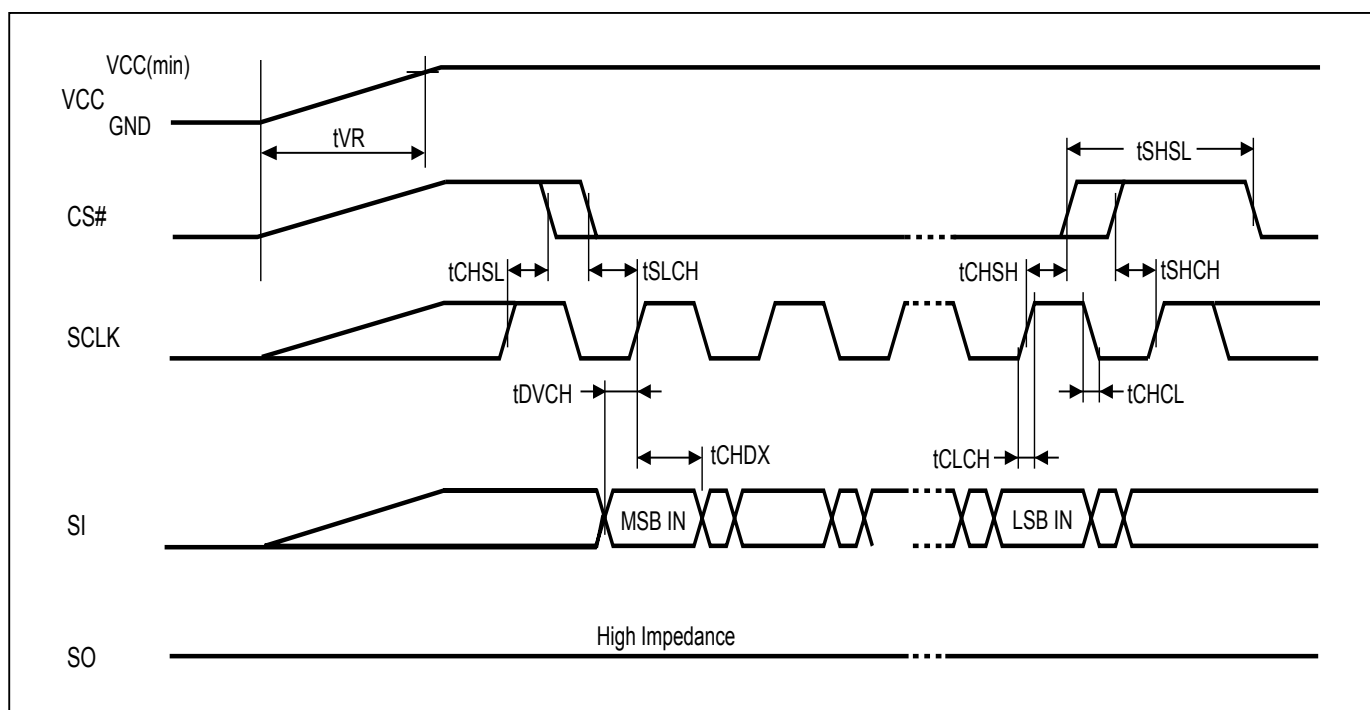 VCC(min)
VCC
GND
tVR
tSHSL
CS#
tCHSL
tSLCH
tCHSH
tSHCH
SCLK
tDVCH
tCHCL
tCHDX
tCLCH
SI
MSB IN
LSB IN
High Impedance
SO